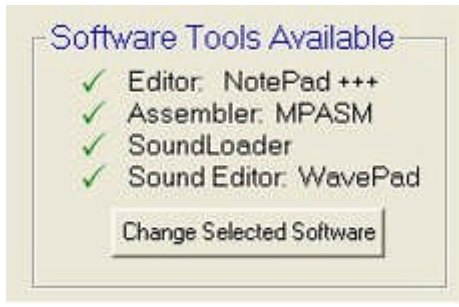 Software Tools Available
✓ Editor: NotePad +++
✓ Assembler: MPASM
✓ SoundLoader
✓ Sound Editor: WavePad
Change Selected Software